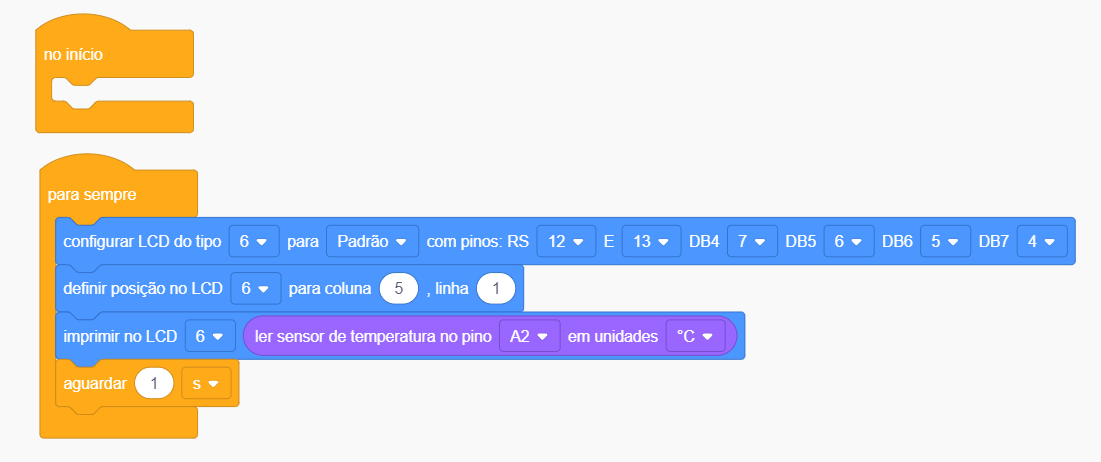 no início
para sempre
configurar LCD do tipo 6 para Padrão com pinos: RS 12 E 13 DB4 7 DB5 6 DB6 5 DB7 4
definir posição no LCD 6 para coluna 5 , linha 1
imprimir no LCD 6 ler sensor de temperatura no pino A2 em unidades °C
aguardar 1 s